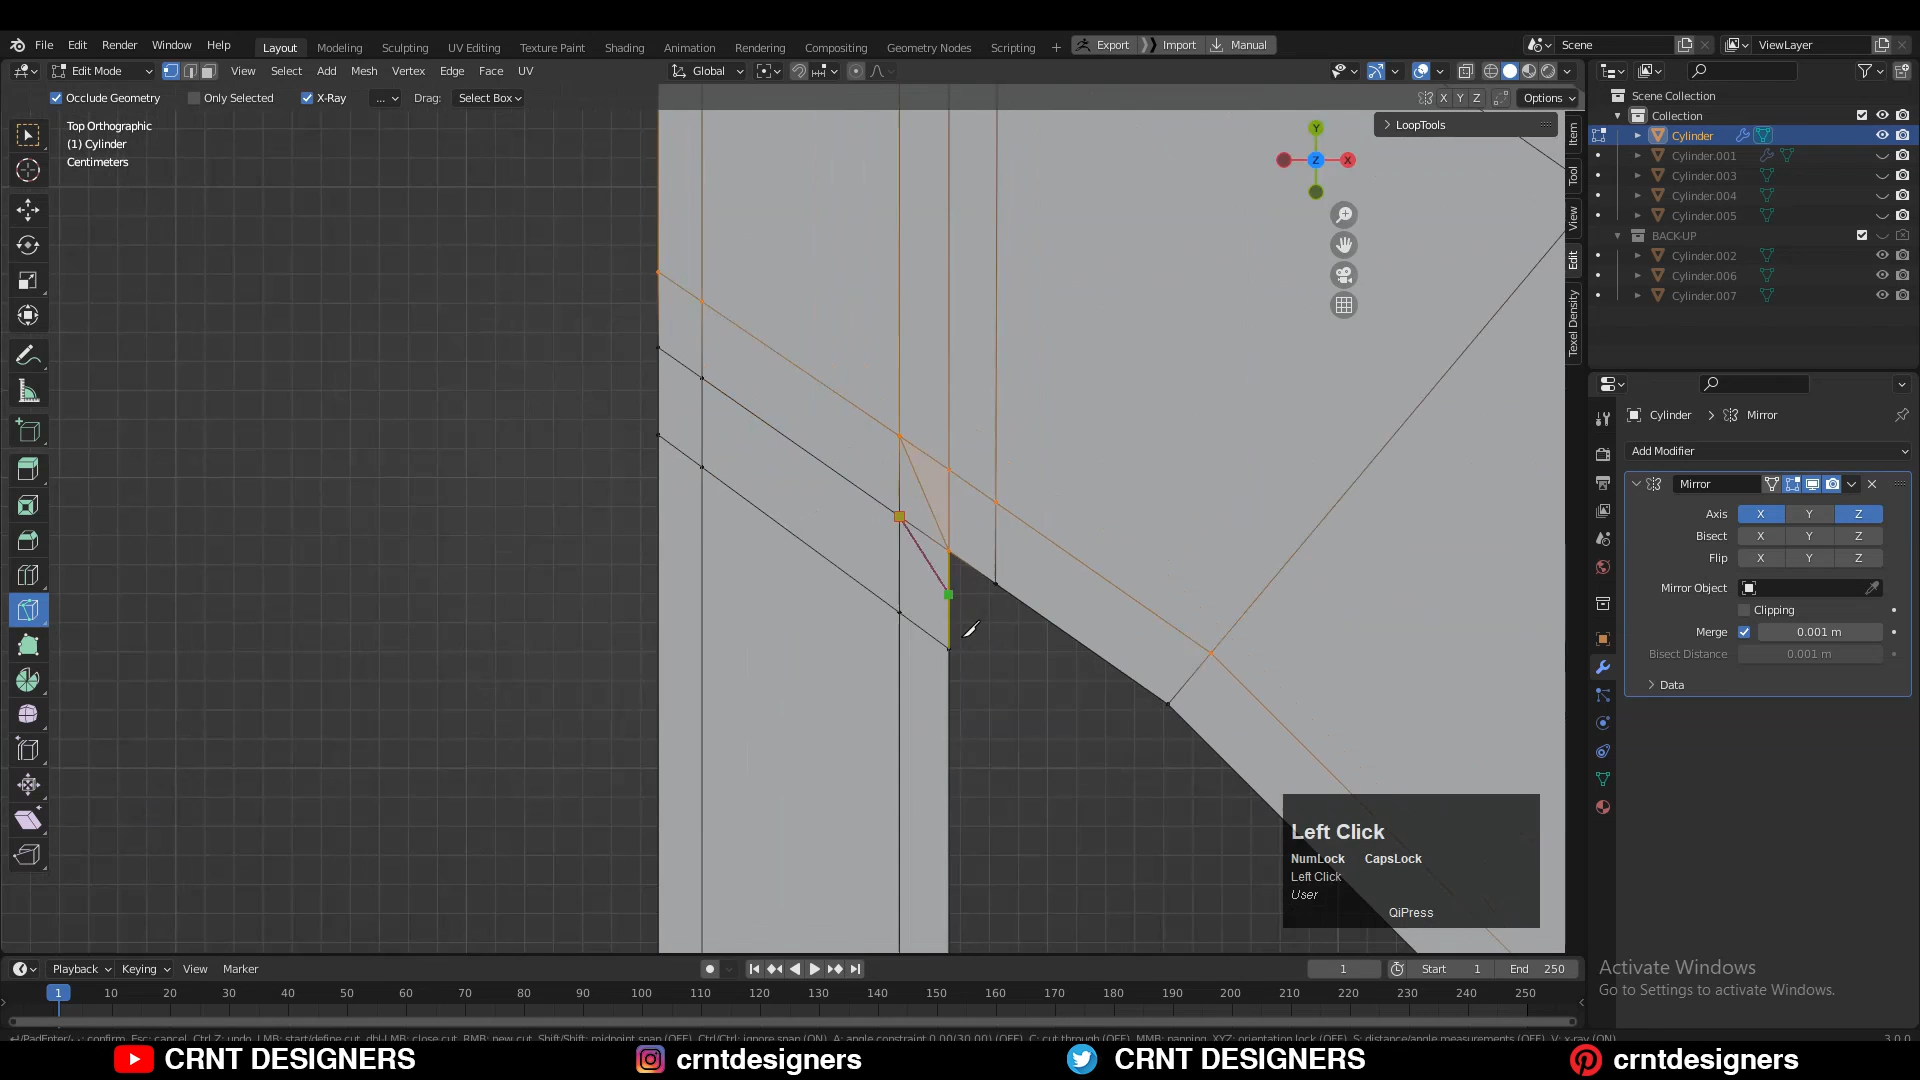 File Edit Render Window Help Layout Modeling Sculpting UV Editing Texture Paint Shading Animation Rendering Compositing Geometry Nodes Scripting + Export Import Manual Scene ViewLayer
Edit Mode View Select Add Mesh Vertex Edge Face UV Global
Occlude Geometry Only Selected X-Ray ... Drag: Select Box X Y Z Options
Top Orthographic
(1) Cylinder
Centimeters
LoopTools
Y
Z
X
Item
Tool
View
Edit
Texel Density
Scene Collection
Collection
Cylinder
Cylinder.001
Cylinder.003
Cylinder.004
Cylinder.005
BACK-UP
Cylinder.002
Cylinder.006
Cylinder.007
Cylinder > Mirror
Add Modifier
Mirror
Axis X Y Z
Bisect X Y Z
Flip X Y Z
Mirror Object
Clipping
Merge 0.001 m
Bisect Distance 0.001 m
Data
Left Click
NumLock CapsLock
Left Click
User
QiPress
Playback Keying View Marker 1 Start 1 End 250
1 10 20 30 40 50 60 70 80 90 100 110 120 130 140 150 160 170 180 190 200 210 220 230 240 250
Activate Windows
Go to Settings to activate Windows.
CRNT DESIGNERS crntdesigners CRNT DESIGNERS crntdesigners